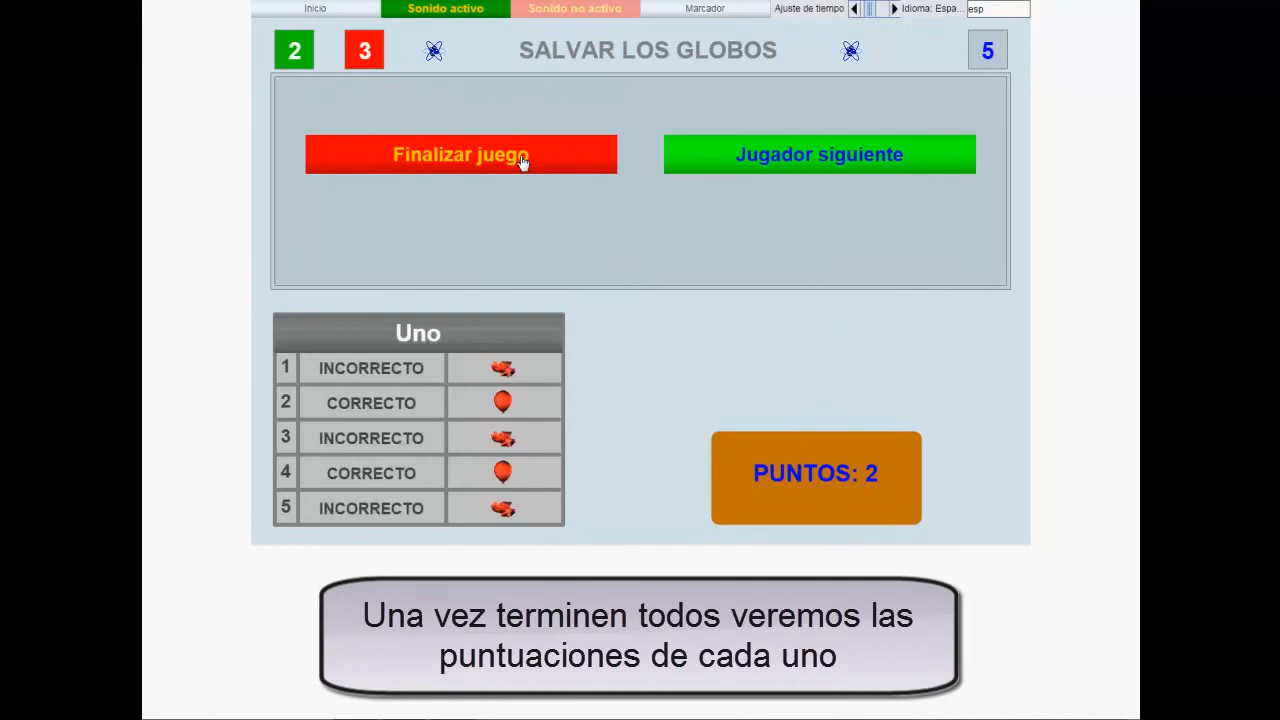 Inicio
Sonido activo
Sonido no activo
Marcador
Ajuste de tiempo
Idioma: Espa...
esp
2
3
SALVAR LOS GLOBOS
5
Finalizar juego
Jugador siguiente
Uno
1 INCORRECTO
2 CORRECTO
3 INCORRECTO
4 CORRECTO
5 INCORRECTO
PUNTOS: 2
Una vez terminen todos veremos las
puntuaciones de cada uno